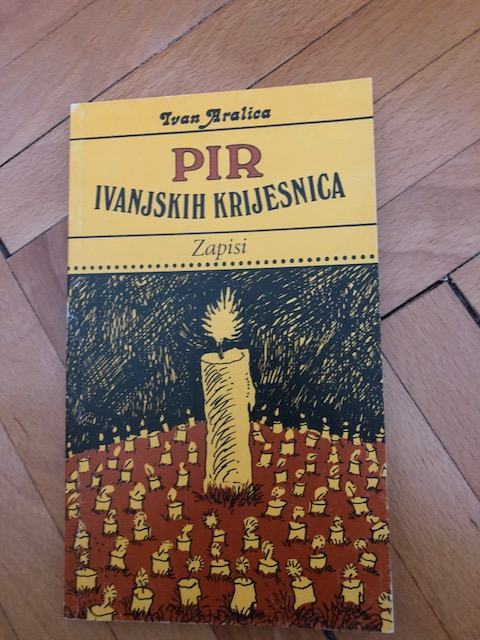 Ivan Aralica
PIR
IVANJSKIH KRIJESNICA
Zapisi